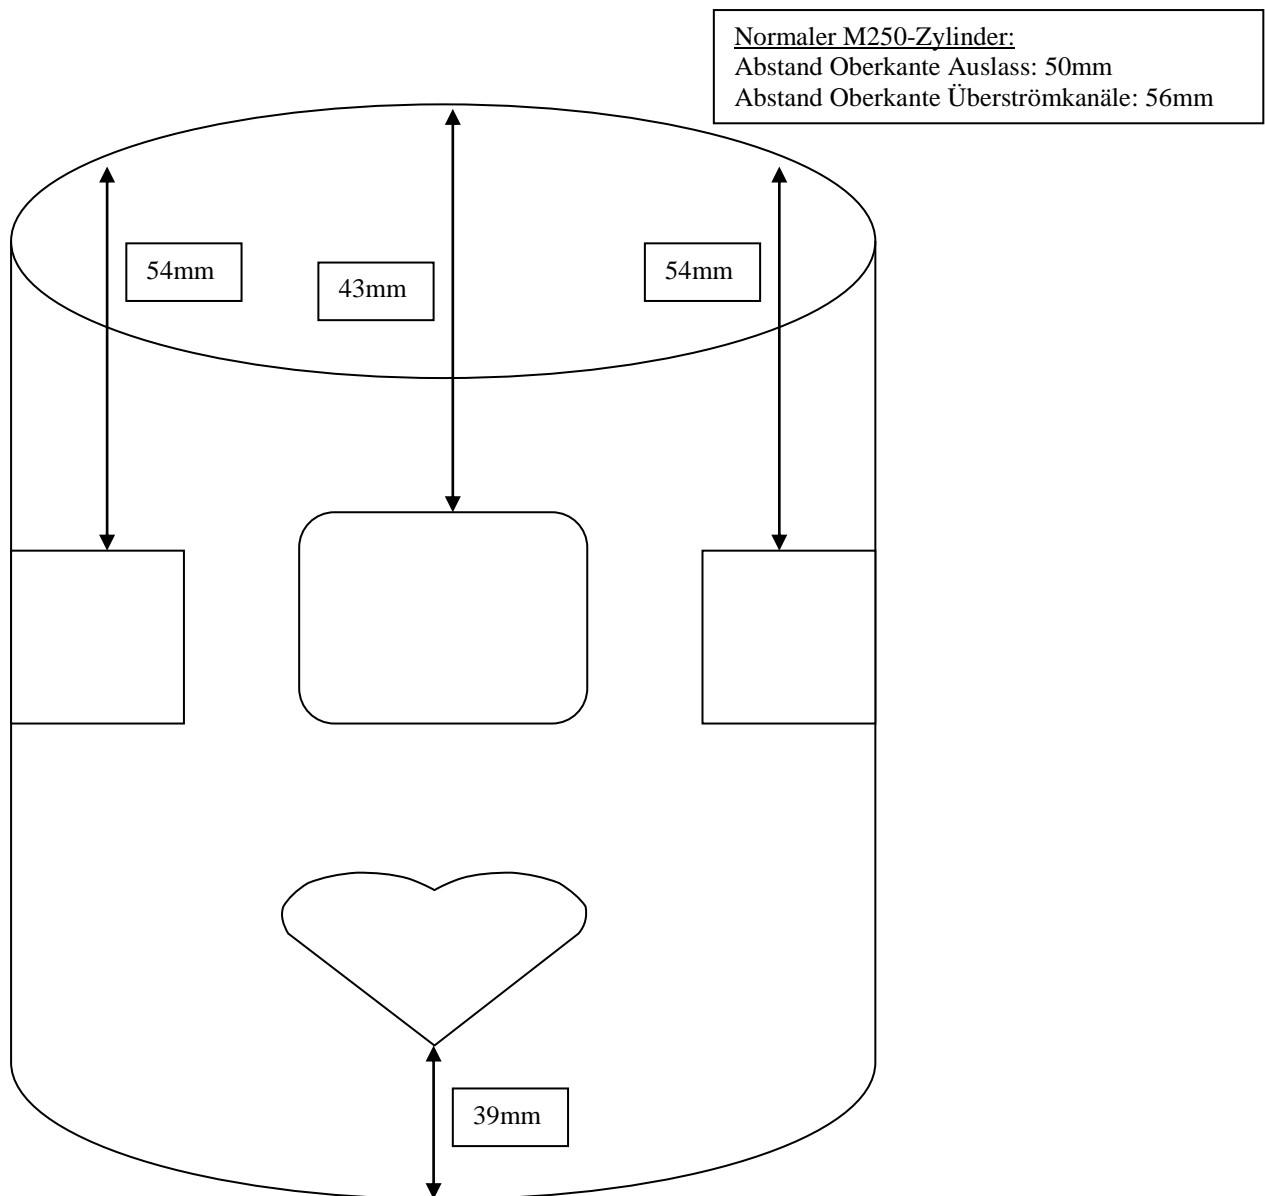 Normaler M250-Zylinder:
Abstand Oberkante Auslass: 50mm
Abstand Oberkante Überströmkanäle: 56mm
54mm
43mm
54mm
39mm